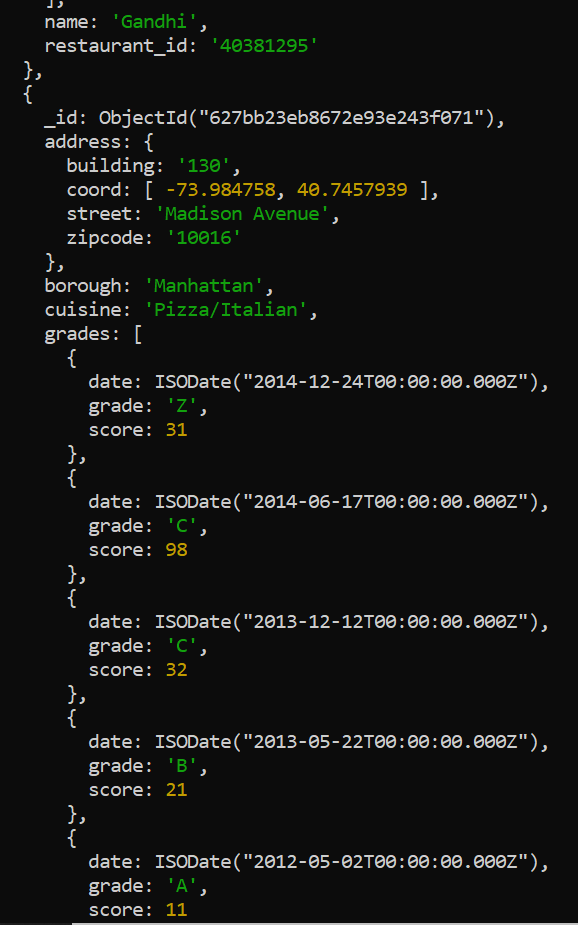 ],
name: 'Gandhi',
restaurant_id: '40381295'
},
{
_id: ObjectId("627bb23eb8672e93e243f071"),
address: {
building: '130',
coord: [ -73.984758, 40.7457939 ],
street: 'Madison Avenue',
zipcode: '10016'
},
borough: 'Manhattan',
cuisine: 'Pizza/Italian',
grades: [
{
date: ISODate("2014-12-24T00:00:00.000Z"),
grade: 'Z',
score: 31
},
{
date: ISODate("2014-06-17T00:00:00.000Z"),
grade: 'C',
score: 98
},
{
date: ISODate("2013-12-12T00:00:00.000Z"),
grade: 'C',
score: 32
},
{
date: ISODate("2013-05-22T00:00:00.000Z"),
grade: 'B',
score: 21
},
{
date: ISODate("2012-05-02T00:00:00.000Z"),
grade: 'A',
score: 11